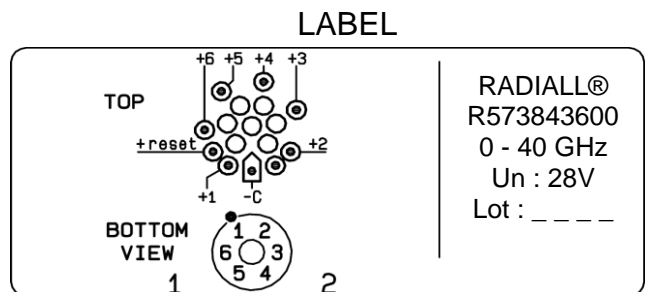 LABEL
+6 +5 +4 +3
TOP
+reset
+2
+1 -C
BOTTOM
VIEW
1 2
6 3
5 4
1 2
RADIALL®
R573843600
0 - 40 GHz
Un : 28V
Lot : _ _ _ _